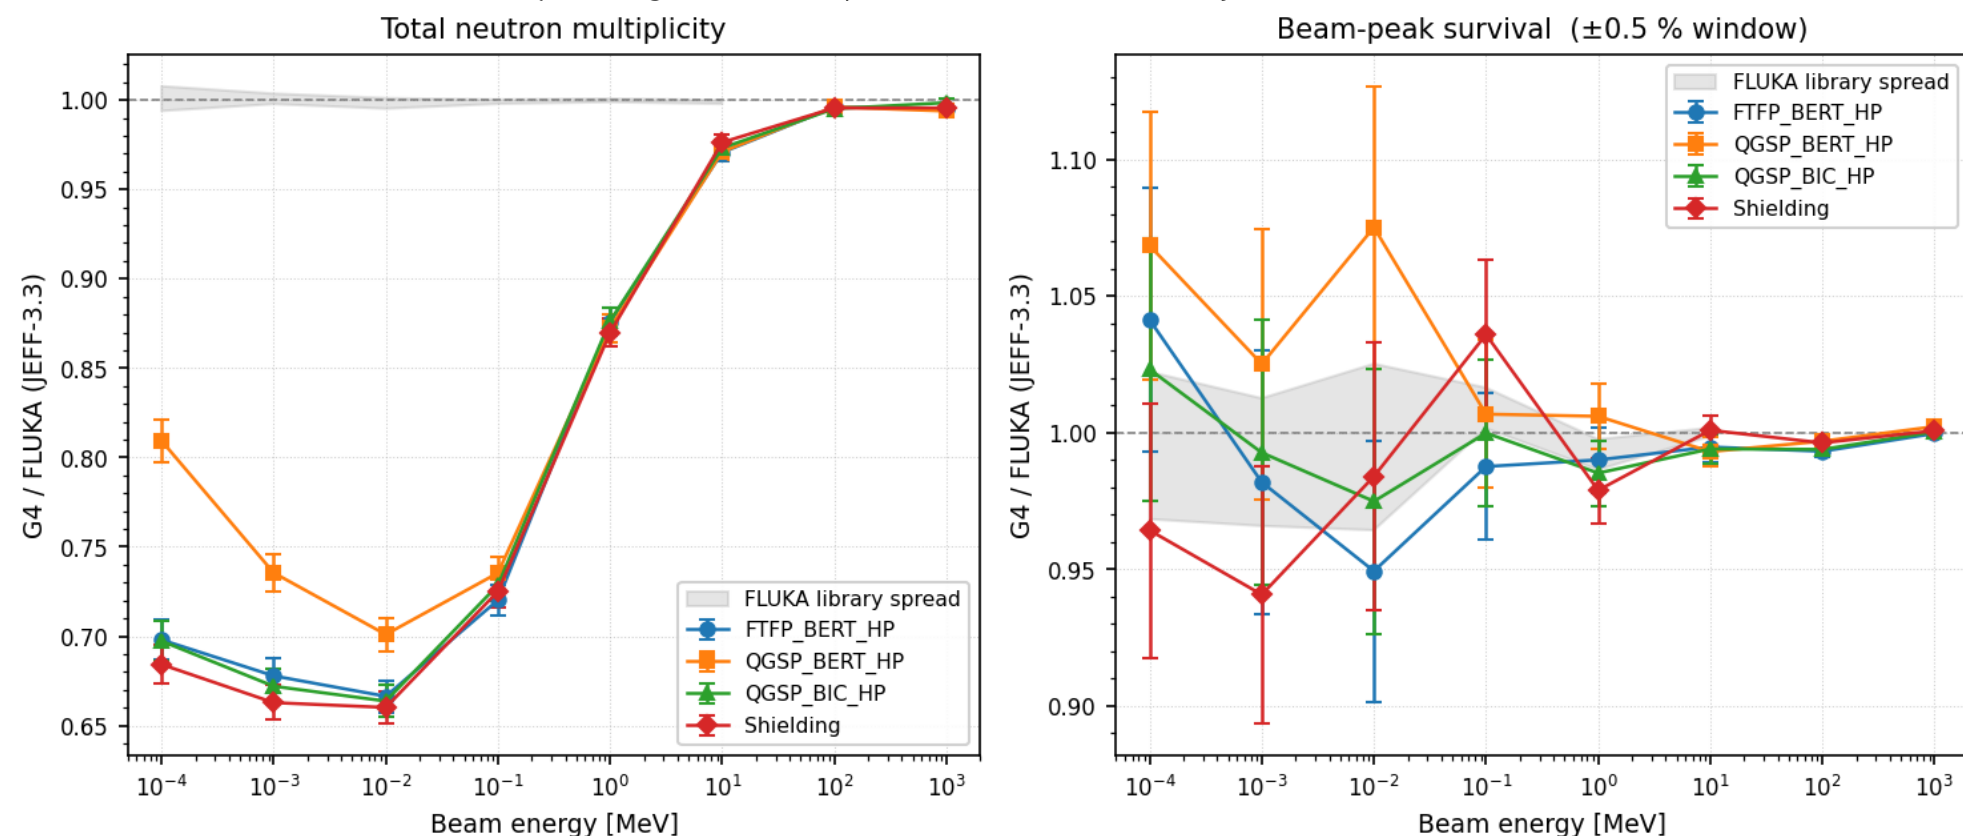 Total neutron multiplicity
1.00
0.95
0.90
0.85
0.80
0.75
0.70
0.65
G4 / FLUKA (JEFF-3.3)
FLUKA library spread
FTFP_BERT_HP
QGSP_BERT_HP
QGSP_BIC_HP
Shielding
10⁻⁴
10⁻³
10⁻²
10⁻¹
10⁰
10¹
10²
10³
Beam energy [MeV]
Beam-peak survival (±0.5 % window)
1.10
1.05
1.00
0.95
0.90
G4 / FLUKA (JEFF-3.3)
FLUKA library spread
FTFP_BERT_HP
QGSP_BERT_HP
QGSP_BIC_HP
Shielding
10⁻⁴
10⁻³
10⁻²
10⁻¹
10⁰
10¹
10²
10³
Beam energy [MeV]